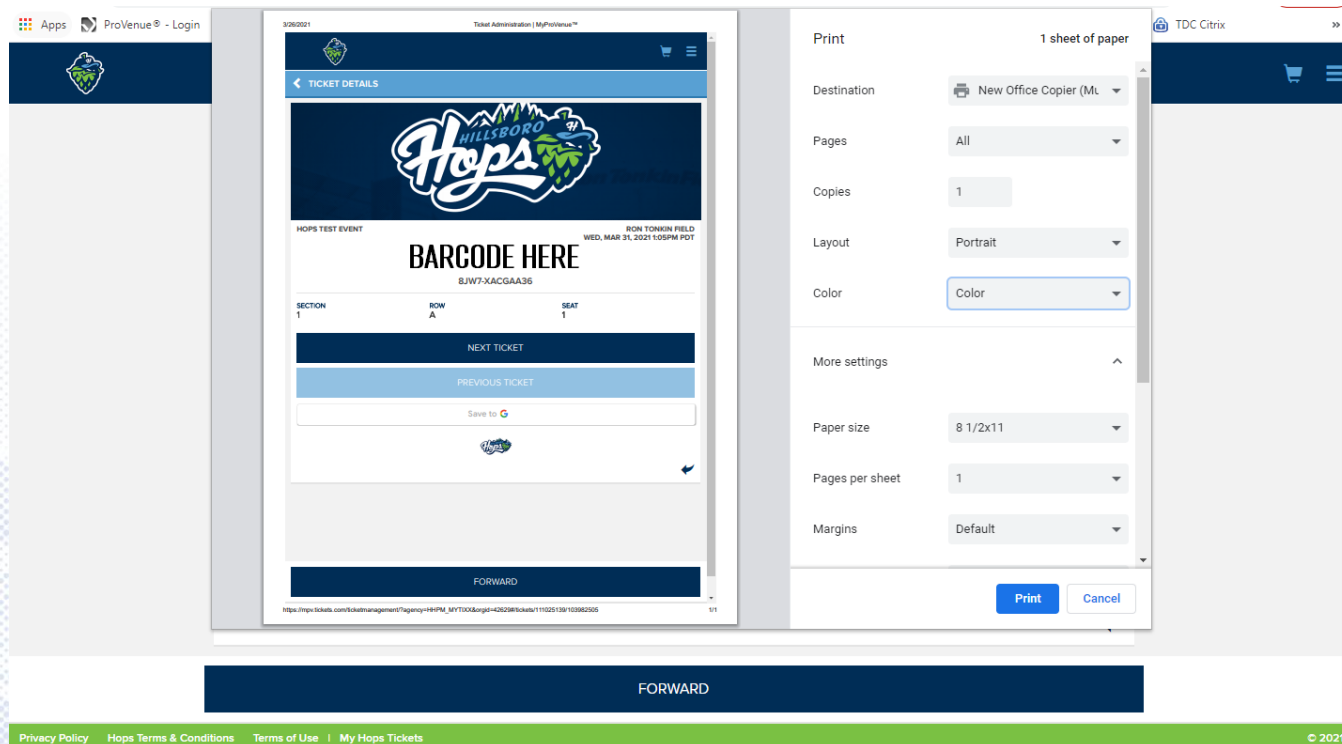 Apps ProVenue® - Login
TDC Citrix »
3/26/2021 Ticket Administration | MyProVenue™
TICKET DETAILS
HILLSBORO
Hops
H
HOPS TEST EVENT RON TONKIN FIELD
WED, MAR 31, 2021 1:05PM PDT
BARCODE HERE
8JW7-XACGAA36
SECTION ROW SEAT
1 A 1
NEXT TICKET
PREVIOUS TICKET
Save to G
Hops
FORWARD
https://mpv.tickets.com/ticketmanagement/?agency=HHPM_MYTIXX&orgid=42629#/tickets/111025139/103982505 1/1
Print 1 sheet of paper
Destination New Office Copier (Mu
Pages All
Copies 1
Layout Portrait
Color Color
More settings
Paper size 8 1/2x11
Pages per sheet 1
Margins Default
Print Cancel
FORWARD
Privacy Policy Hops Terms & Conditions Terms of Use | My Hops Tickets © 2021